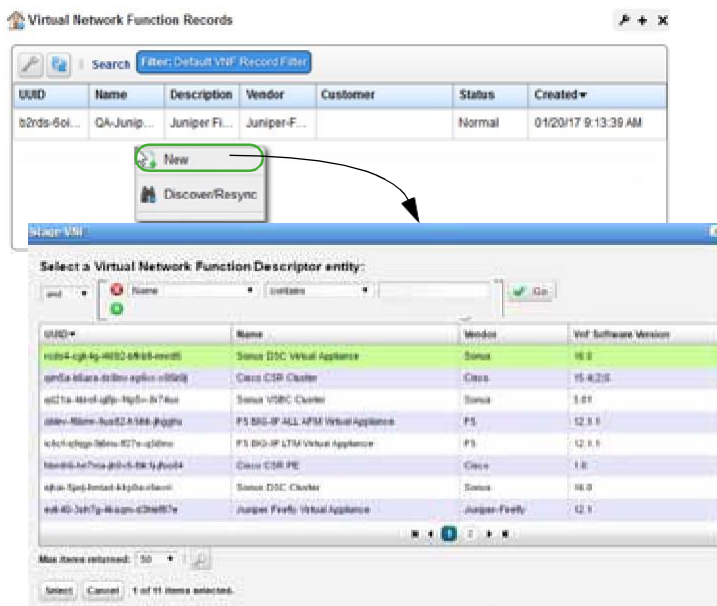 Virtual Network Function Records
Search Filter: Default VNF Record Filter
UUID Name Description Vendor Customer Status Created
b2rds-6oi... QA-Junip... Juniper Fi... Juniper-F... Normal 01/20/17 9:13:39 AM
New
Discover/Resync
Stage VNF
Select a Virtual Network Function Descriptor entity:
and Name contains Go
UUID Name Vendor VnF Software Version
Sonus DSC Virtual Appliance Sonus 16.0
Cisco CSR Cluster Cisco
Sonus VSBC Cluster Sonus 5.01
F5 BIG-IP ALL AFM Virtual Appliance F5 12.1.1
F5 BIG-IP LTM Virtual Appliance F5 12.1.1
Cisco CSR PE Cisco 1.0
Sonus DSC Cluster Sonus 16.0
Juniper Firefly Virtual Appliance Juniper-Firefly 12.1
1 2
Max items returned: 50
Select Cancel 1 of 11 items selected.